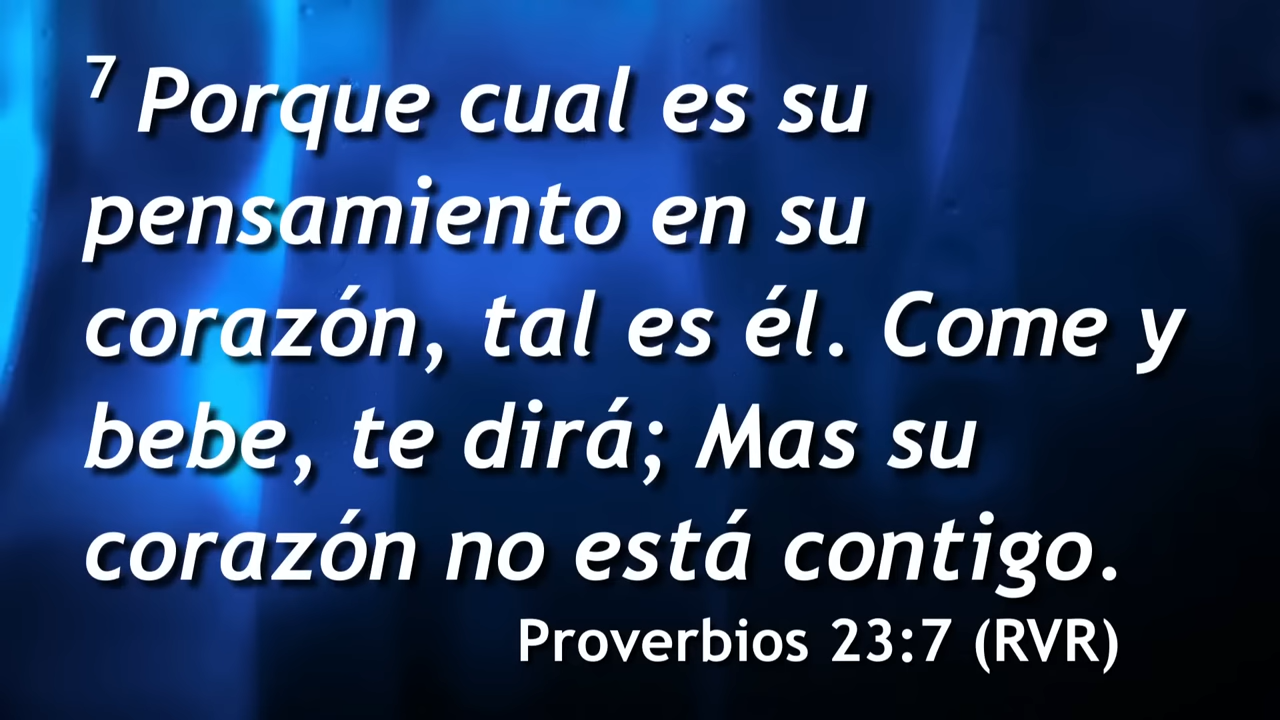 7 Porque cual es su
pensamiento en su
corazón, tal es él. Come y
bebe, te dirá; Mas su
corazón no está contigo.
Proverbios 23:7 (RVR)